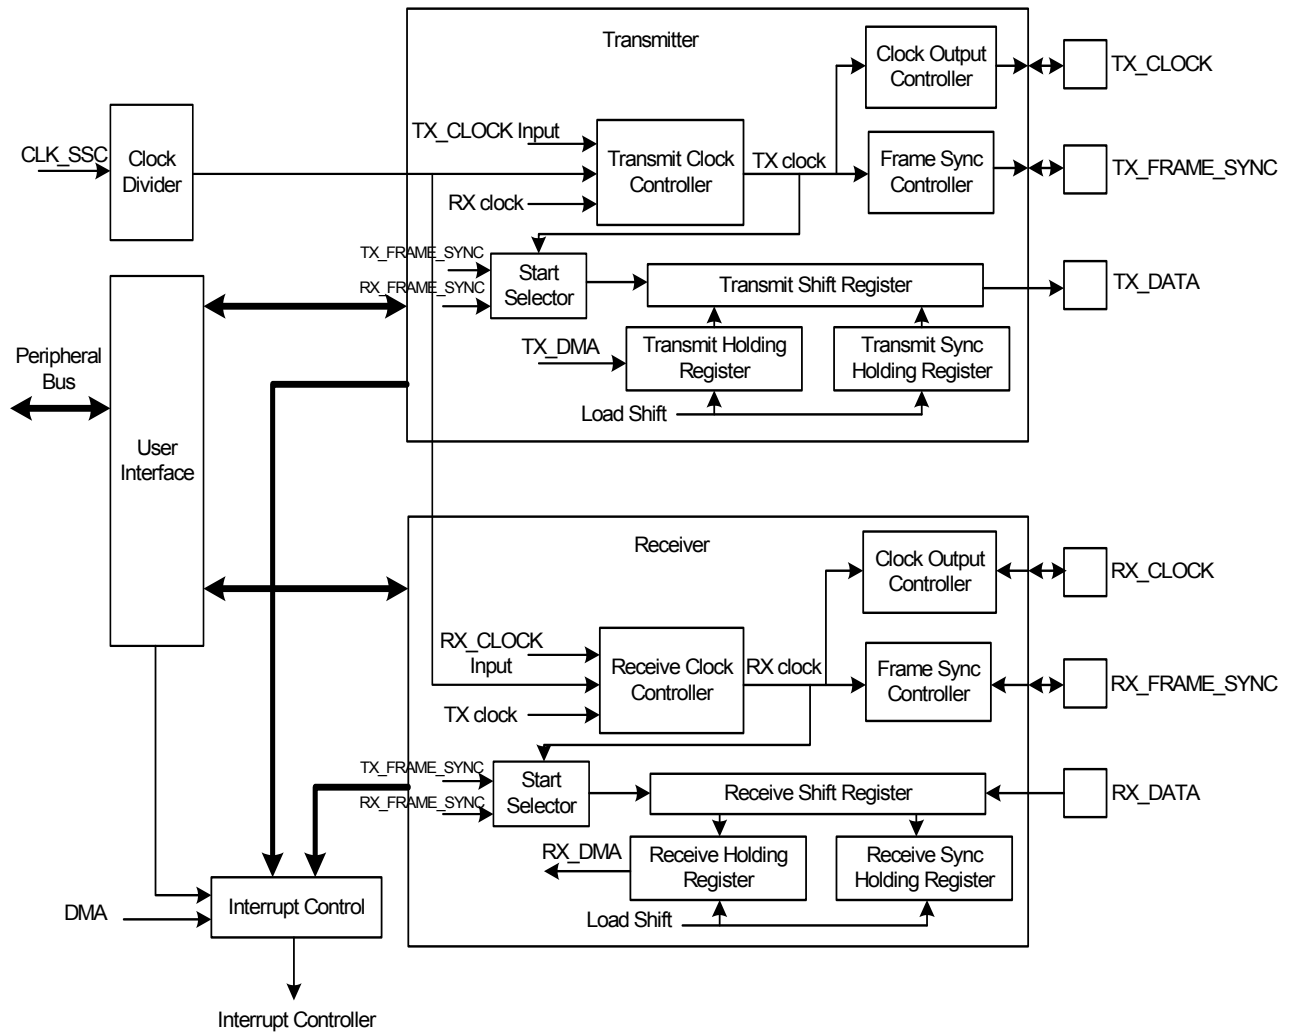 Transmitter
Clock Output
Controller
TX_CLOCK
CLK_SSC
Clock
Divider
TX_CLOCK Input
Transmit Clock
Controller
RX clock
TX clock
Frame Sync
Controller
TX_FRAME_SYNC
TX_FRAME_SYNC
RX_FRAME_SYNC
Start
Selector
Transmit Shift Register
TX_DATA
TX_DMA
Transmit Holding
Register
Transmit Sync
Holding Register
Load Shift
Peripheral
Bus
User
Interface
Receiver
Clock Output
Controller
RX_CLOCK
RX_CLOCK
Input
Receive Clock
Controller
TX clock
RX clock
Frame Sync
Controller
RX_FRAME_SYNC
TX_FRAME_SYNC
RX_FRAME_SYNC
Start
Selector
Receive Shift Register
RX_DATA
RX_DMA
Receive Holding
Register
Receive Sync
Holding Register
Load Shift
DMA
Interrupt Control
Interrupt Controller